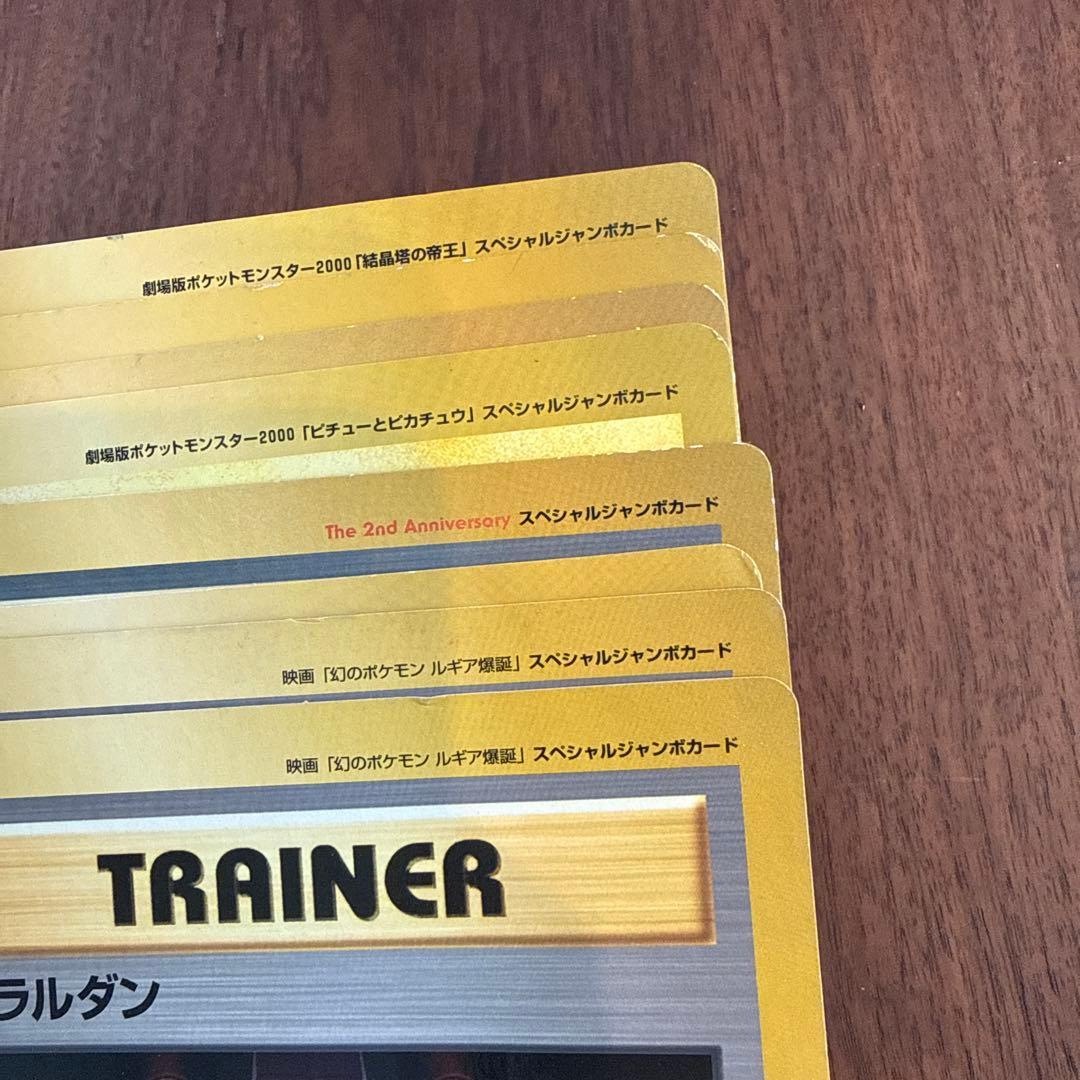 劇場版ポケットモンスター2000「結晶塔の帝王」スペシャルジャンボカード
劇場版ポケットモンスター2000「ピチューとピカチュウ」スペシャルジャンボカード
The 2nd Anniversary スペシャルジャンボカード
映画「幻のポケモン ルギア爆誕」スペシャルジャンボカード
映画「幻のポケモン ルギア爆誕」スペシャルジャンボカード
TRAINER
ラルダン